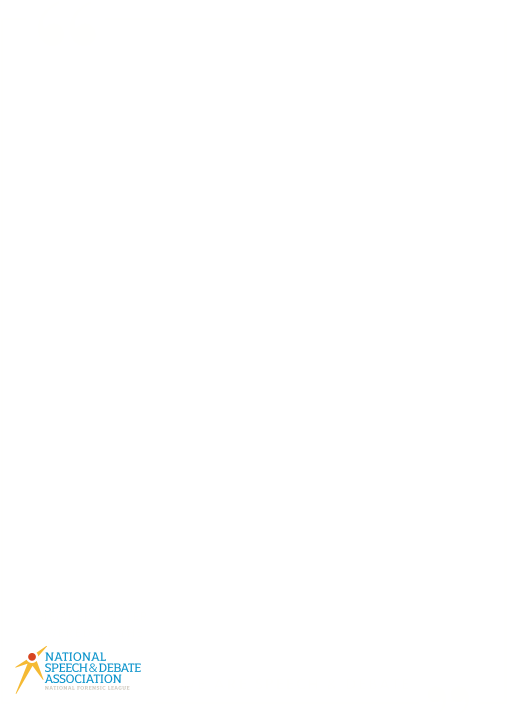 NATIONAL
SPEECH & DEBATE
ASSOCIATION
NATIONAL FORENSIC LEAGUE